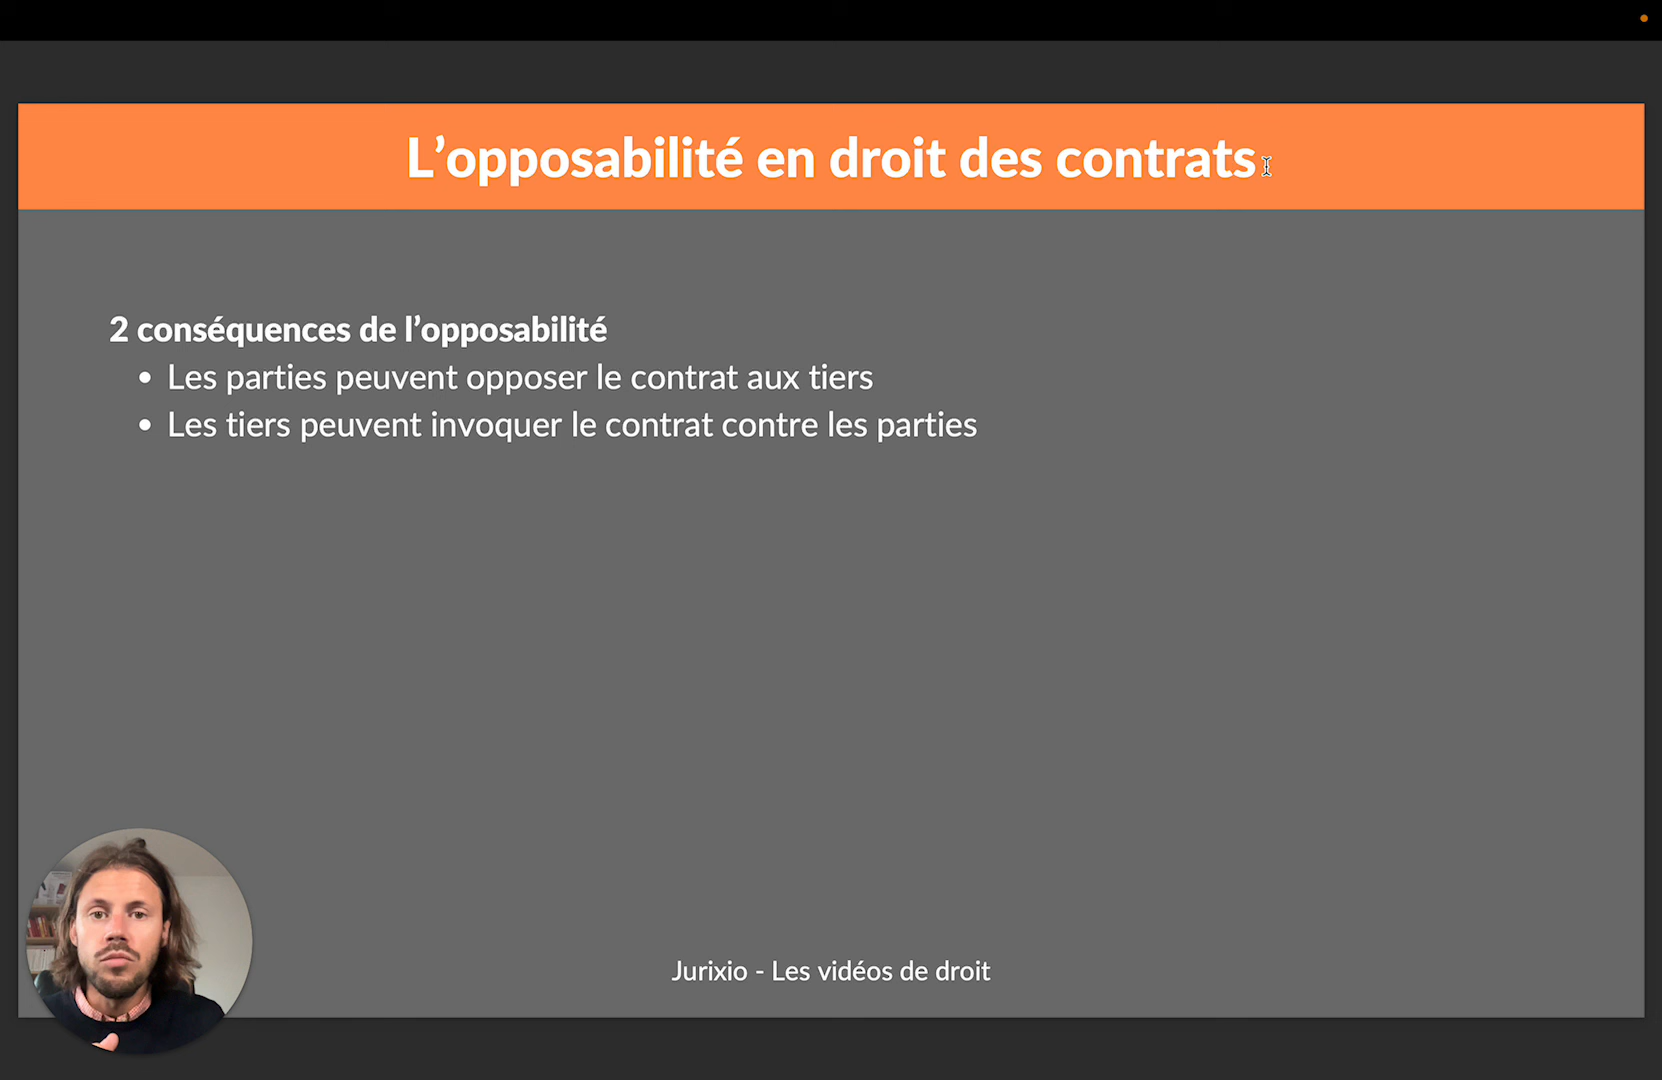 L’opposabilité en droit des contrats
2 conséquences de l’opposabilité
• Les parties peuvent opposer le contrat aux tiers
• Les tiers peuvent invoquer le contrat contre les parties
Jurixio - Les vidéos de droit